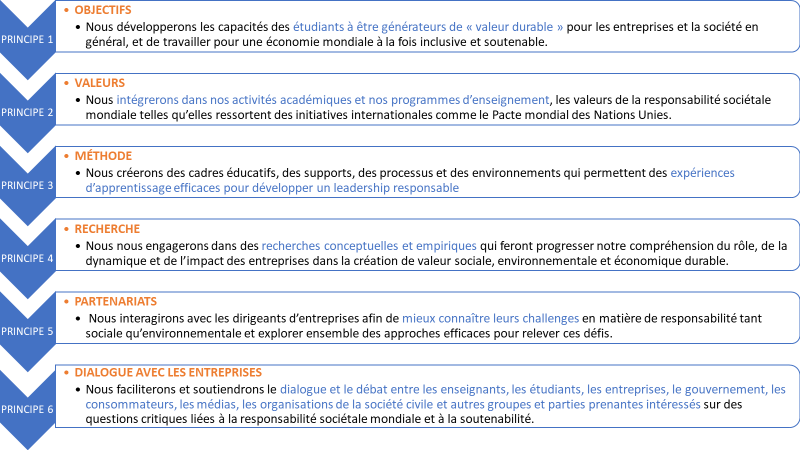 PRINCIPE 1
• OBJECTIFS
• Nous développerons les capacités des étudiants à être générateurs de « valeur durable » pour les entreprises et la société en
général, et de travailler pour une économie mondiale à la fois inclusive et soutenable.
PRINCIPE 2
• VALEURS
• Nous intégrerons dans nos activités académiques et nos programmes d'enseignement, les valeurs de la responsabilité sociétale
mondiale telles qu'elles ressortent des initiatives internationales comme le Pacte mondial des Nations Unies.
PRINCIPE 3
• MÉTHODE
• Nous créerons des cadres éducatifs, des supports, des processus et des environnements qui permettent des expériences
d'apprentissage efficaces pour développer un leadership responsable
PRINCIPE 4
• RECHERCHE
• Nous nous engagerons dans des recherches conceptuelles et empiriques qui feront progresser notre compréhension du rôle, de la
dynamique et de l'impact des entreprises dans la création de valeur sociale, environnementale et économique durable.
PRINCIPE 5
• PARTENARIATS
• Nous interagirons avec les dirigeants d'entreprises afin de mieux connaître leurs challenges en matière de responsabilité tant
sociale qu'environnementale et explorer ensemble des approches efficaces pour relever ces défis.
PRINCIPE 6
• DIALOGUE AVEC LES ENTREPRISES
• Nous faciliterons et soutiendrons le dialogue et le débat entre les enseignants, les étudiants, les entreprises, le gouvernement, les
consommateurs, les médias, les organisations de la société civile et autres groupes et parties prenantes intéressés sur des
questions critiques liées à la responsabilité sociétale mondiale et à la soutenabilité.